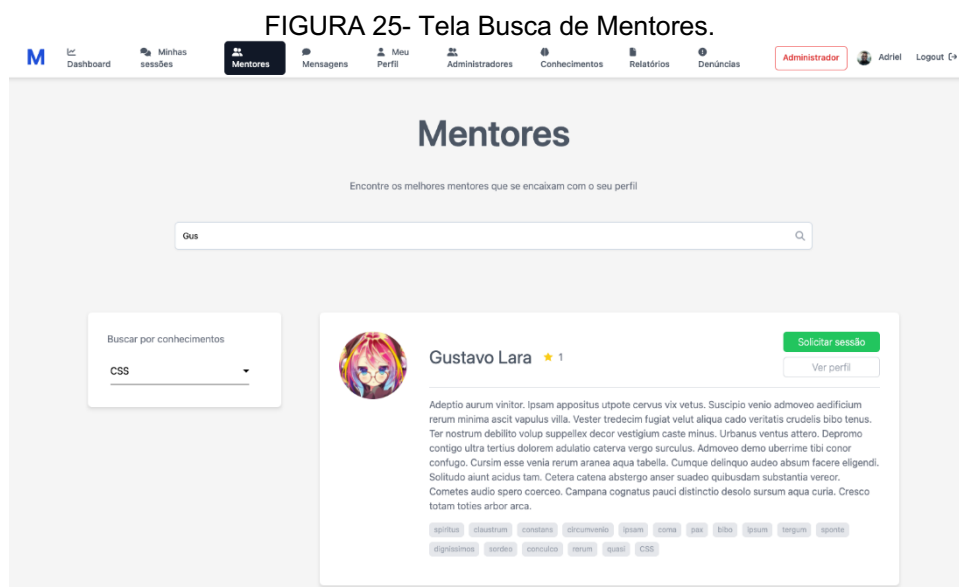 FIGURA 25- Tela Busca de Mentores.
M Dashboard Minhas sessões Mentores Mensagens Meu Perfil Administradores Conhecimentos Relatórios Denúncias Administrador Adriel Logout
Mentores
Encontre os melhores mentores que se encaixam com o seu perfil
Gus
Buscar por conhecimentos
CSS
Gustavo Lara 1
Solicitar sessão
Ver perfil
Adeptio aurum vinitor. Ipsam appositus utpote cervus vix vetus. Suscipio venio admoveo aedificium
rerum minima ascit vapulus villa. Vester tredecim fugiat velut aliqua cado veritatis crudelis bibo tenus.
Ter nostrum debilito volup suppellex decor vestigium caste minus. Urbanus ventus attero. Depromo
contigo ultra tertius dolorem adulatio caterva vergo surculus. Admoveo demo uberrime tibi conor
confugo. Cursim esse venia rerum aranea aqua tabella. Cumque delinquo audeo absum facere eligendi.
Solitudo aiunt acidus tam. Cetera catena abstergo anser suadeo quibusdam substantia vereor.
Cometes audio spero coerceo. Campana cognatus pauci distinctio desolo sursum aqua curia. Cresco
totam toties arbor arca.
spiritus claustrum constans circumvenio ipsam coma pax bibo ipsum tergum sponte
dignissimos sordeo conculco rerum quasi CSS